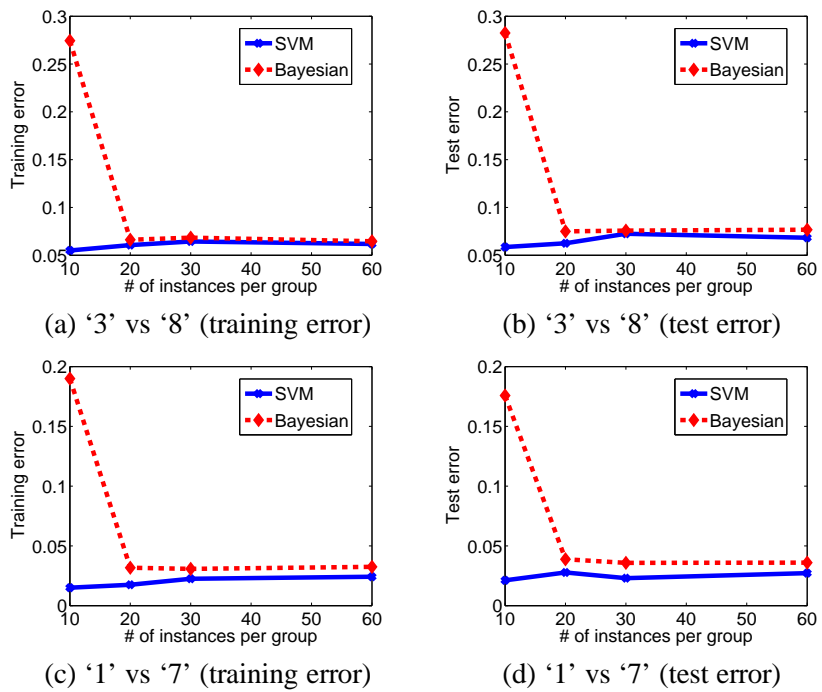 0.3
0.25
0.2
0.15
0.1
0.05
Training error
10 20 30 40 50 60
# of instances per group
SVM
Bayesian
(a) ‘3’ vs ‘8’ (training error)
0.3
0.25
0.2
0.15
0.1
0.05
Test error
10 20 30 40 50 60
# of instances per group
SVM
Bayesian
(b) ‘3’ vs ‘8’ (test error)
0.2
0.15
0.1
0.05
0
Training error
10 20 30 40 50 60
# of instances per group
SVM
Bayesian
(c) ‘1’ vs ‘7’ (training error)
0.2
0.15
0.1
0.05
0
Test error
10 20 30 40 50 60
# of instances per group
SVM
Bayesian
(d) ‘1’ vs ‘7’ (test error)